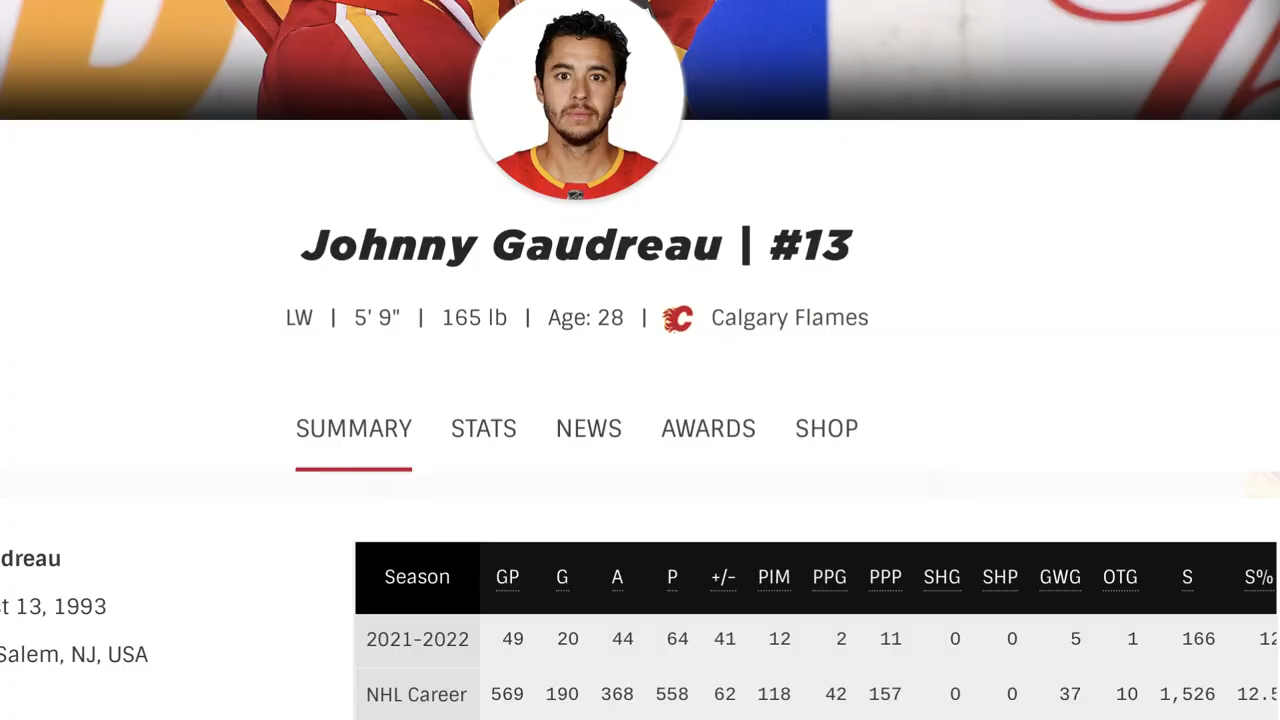 Johnny Gaudreau | #13
LW | 5' 9" | 165 lb | Age: 28 | Calgary Flames
SUMMARY STATS NEWS AWARDS SHOP
dreau
t 13, 1993
Salem, NJ, USA
Season GP G A P +/- PIM PPG PPP SHG SHP GWG OTG S S%
2021-2022 49 20 44 64 41 12 2 11 0 0 5 1 166 12
NHL Career 569 190 368 558 62 118 42 157 0 0 37 10 1,526 12.5